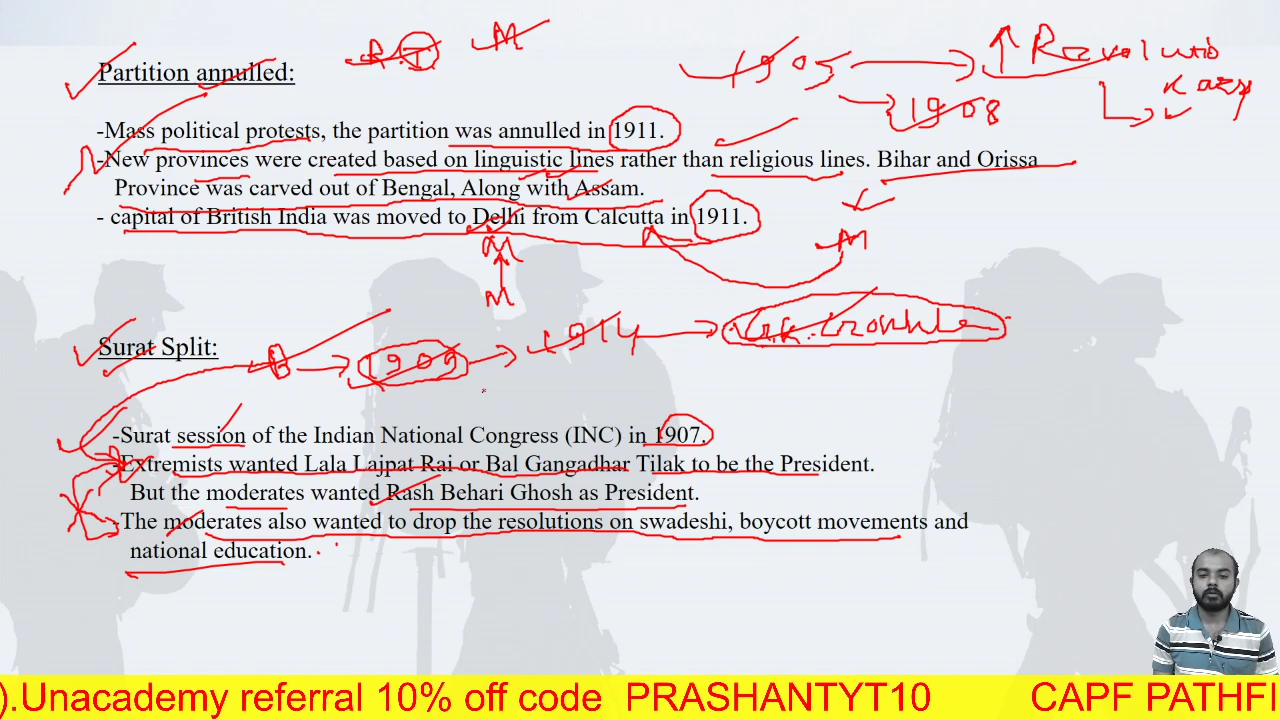 R.T M
1905 Revolutio
1908
Partition annulled:
-Mass political protests, the partition was annulled in 1911.
-New provinces were created based on linguistic lines rather than religious lines. Bihar and Orissa
Province was carved out of Bengal, Along with Assam.
- capital of British India was moved to Delhi from Calcutta in 1911.
M M
M
1914
Surat Split:
B 1909
-Surat session of the Indian National Congress (INC) in 1907.
-Extremists wanted Lala Lajpat Rai or Bal Gangadhar Tilak to be the President.
But the moderates wanted Rash Behari Ghosh as President.
-The moderates also wanted to drop the resolutions on swadeshi, boycott movements and
national education.
).Unacademy referral 10% off code PRASHANTYT10 CAPF PATHFI